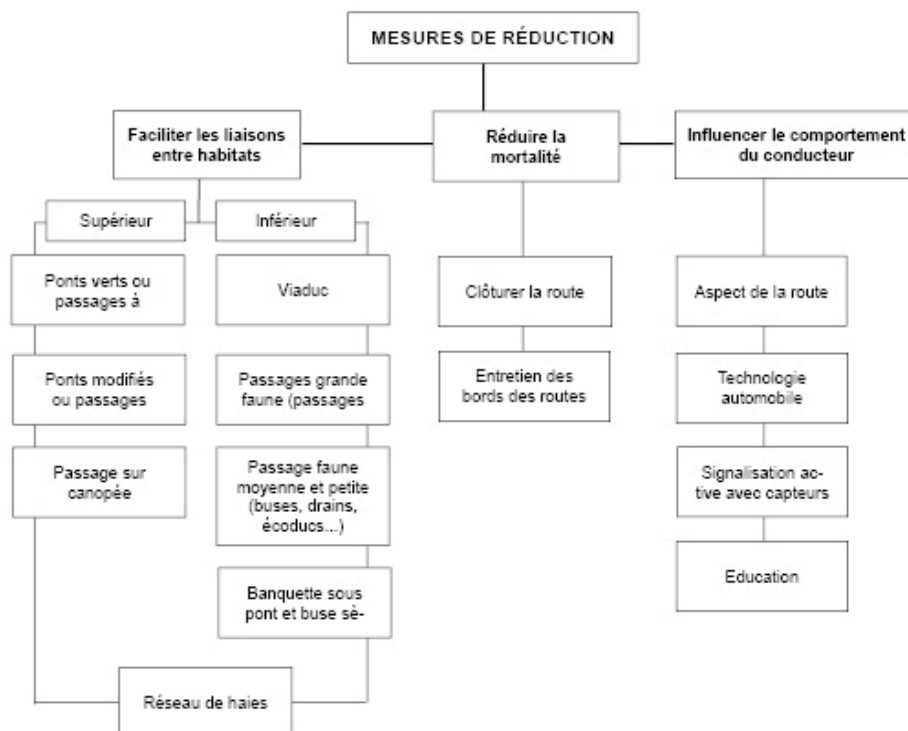 MESURES DE RÉDUCTION
Faciliter les liaisons
entre habitats
Réduire la
mortalité
Influencer le comportement
du conducteur
Supérieur
Inférieur
Ponts verts ou
passages à
Viaduc
Clôturer la route
Aspect de la route
Ponts modifiés
ou passages
Passages grande
faune (passages
Entretien des
bords des routes
Technologie
automobile
Passage sur
canopée
Passage faune
moyenne et petite
(buses, drains,
écoducs...)
Signalisation ac-
tive avec capteurs
Banquette sous
pont et buse sè-
Education
Réseau de haies